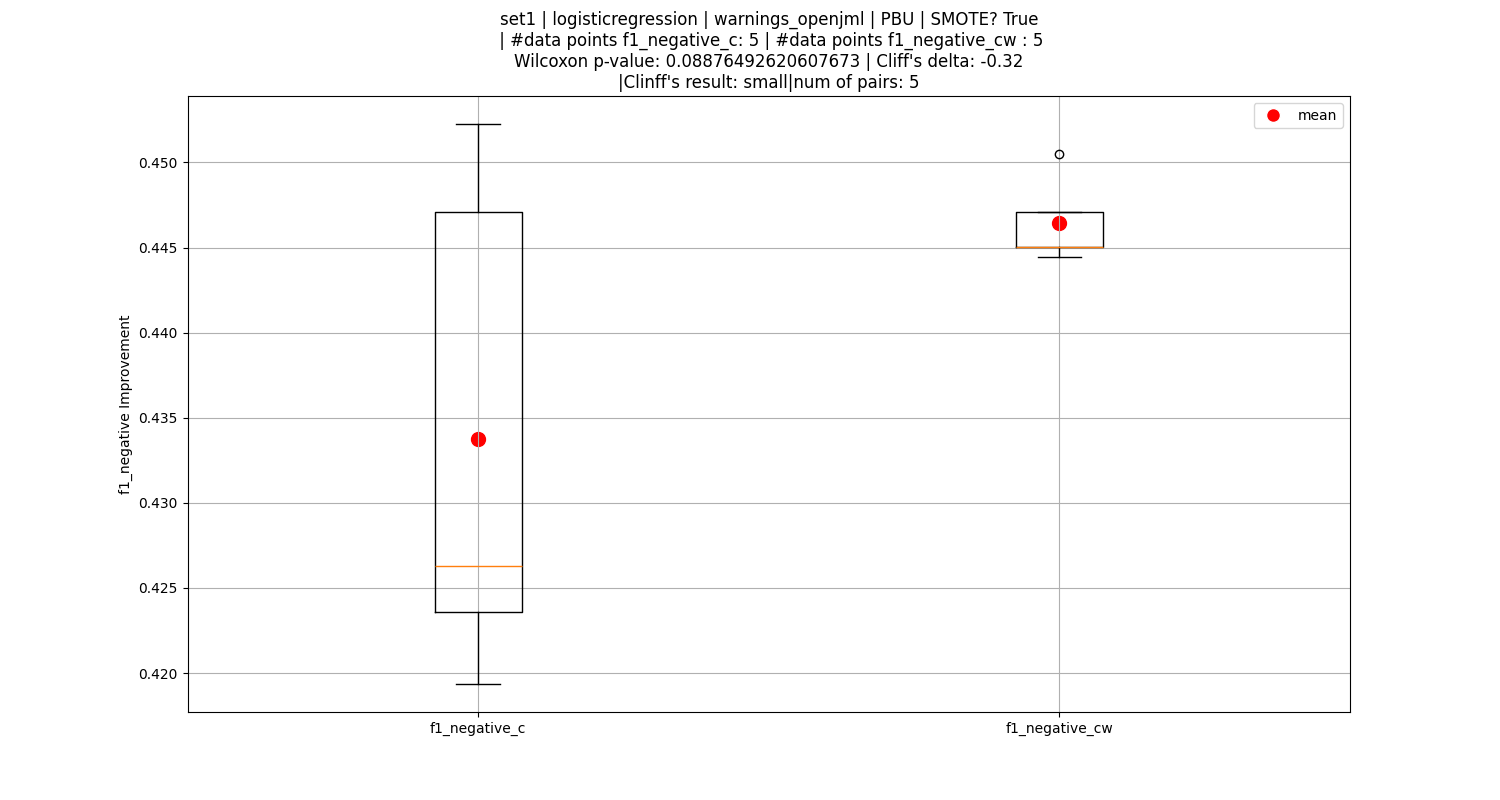 set1 | logisticregression | warnings_openjml | PBU | SMOTE? True
| #data points f1_negative_c: 5 | #data points f1_negative_cw : 5
Wilcoxon p-value: 0.08876492620607673 | Cliff's delta: -0.32
|Clinff's result: small|num of pairs: 5
mean
f1_negative Improvement
0.450
0.445
0.440
0.435
0.430
0.425
0.420
f1_negative_c
f1_negative_cw